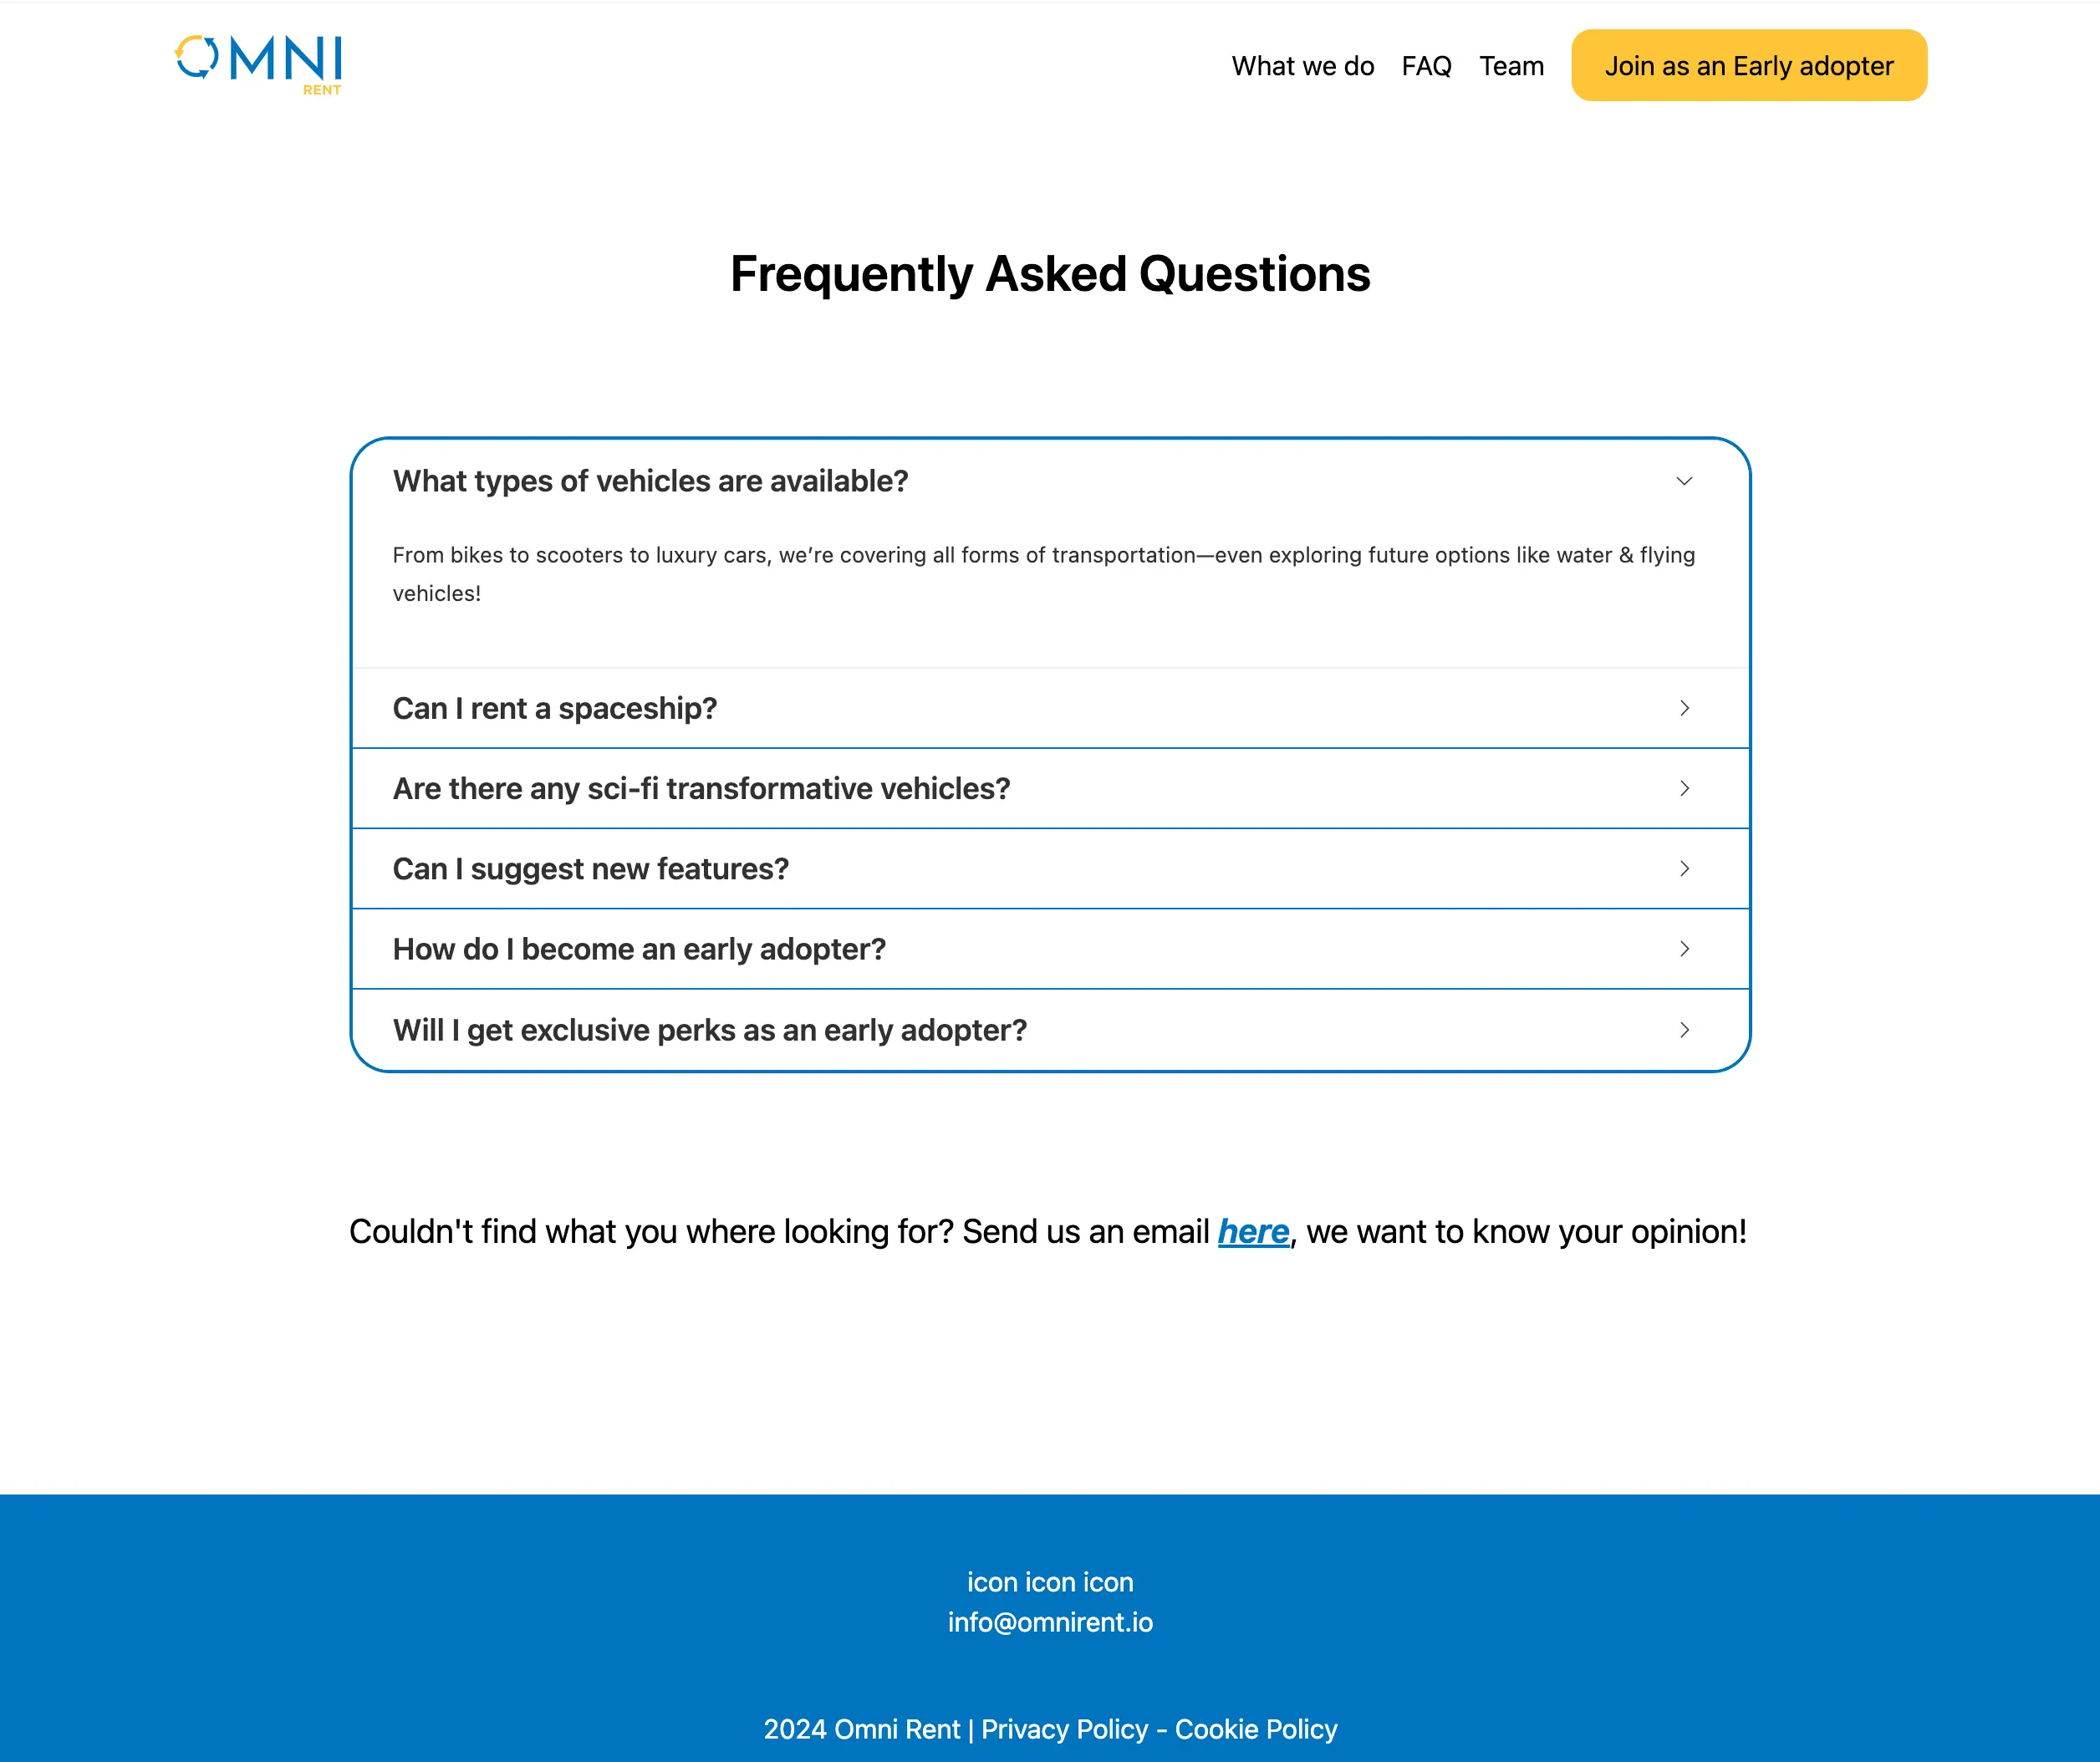 OMNI
RENT
What we do FAQ Team Join as an Early adopter
Frequently Asked Questions
What types of vehicles are available?
From bikes to scooters to luxury cars, we’re covering all forms of transportation—even exploring future options like water & flying
vehicles!
Can I rent a spaceship?
Are there any sci-fi transformative vehicles?
Can I suggest new features?
How do I become an early adopter?
Will I get exclusive perks as an early adopter?
Couldn't find what you where looking for? Send us an email here, we want to know your opinion!
icon icon icon
info@omnirent.io
2024 Omni Rent | Privacy Policy - Cookie Policy